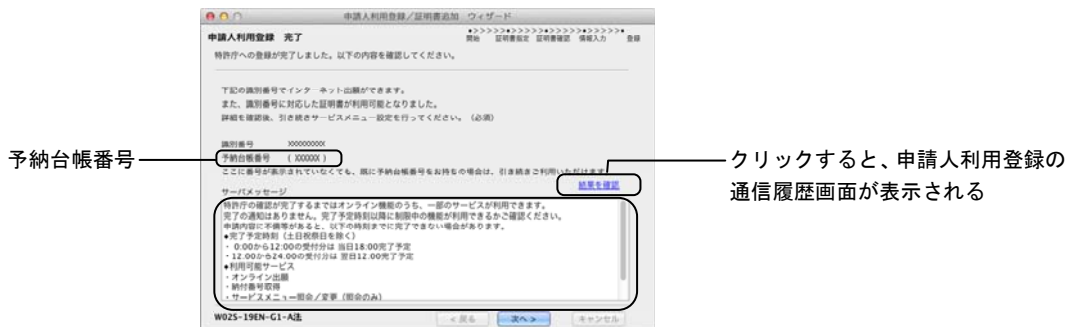 申請人利用登録/証明書追加 ウィザード
申請人利用登録 完了
●>>>>>●>>>>>●>>>>>●>>>>>●
開始 証明書指定 証明書確認 情報入力 登録
特許庁への登録が完了しました。以下の内容を確認してください。
下記の識別番号でインターネット出願ができます。
また、識別番号に対応した証明書が利用可能となりました。
詳細を確認後、引き続きサービスメニュー設定を行ってください。(必須)
識別番号 XXXXXXXXX
予納台帳番号
予納台帳番号 ( XXXXXX )
クリックすると、申請人利用登録の
通信履歴画面が表示される
ここに番号が表示されていなくても、既に予納台帳番号をお持ちの場合は、引き続きご利用いただけます
結果を確認
サーバメッセージ
特許庁の確認が完了するまではオンライン機能のうち、一部のサービスが利用できます。
完了の通知はありません。完了予定時刻以降に制限中の機能が利用できるかご確認ください。
申請内容に不備等があると、以下の時刻までに完了できない場合があります。
◆完了予定時刻(土日祝祭日を除く)
・ 0:00から12:00の受付分は 当日18:00完了予定
・12.00から24.00の受付分は 翌日12.00完了予定
◆利用可能サービス
・オンライン出願
・納付番号取得
・サービスメニュー照会/変更(照会のみ)
W02S-19EN-G1-A法
< 戻る 次へ > キャンセル